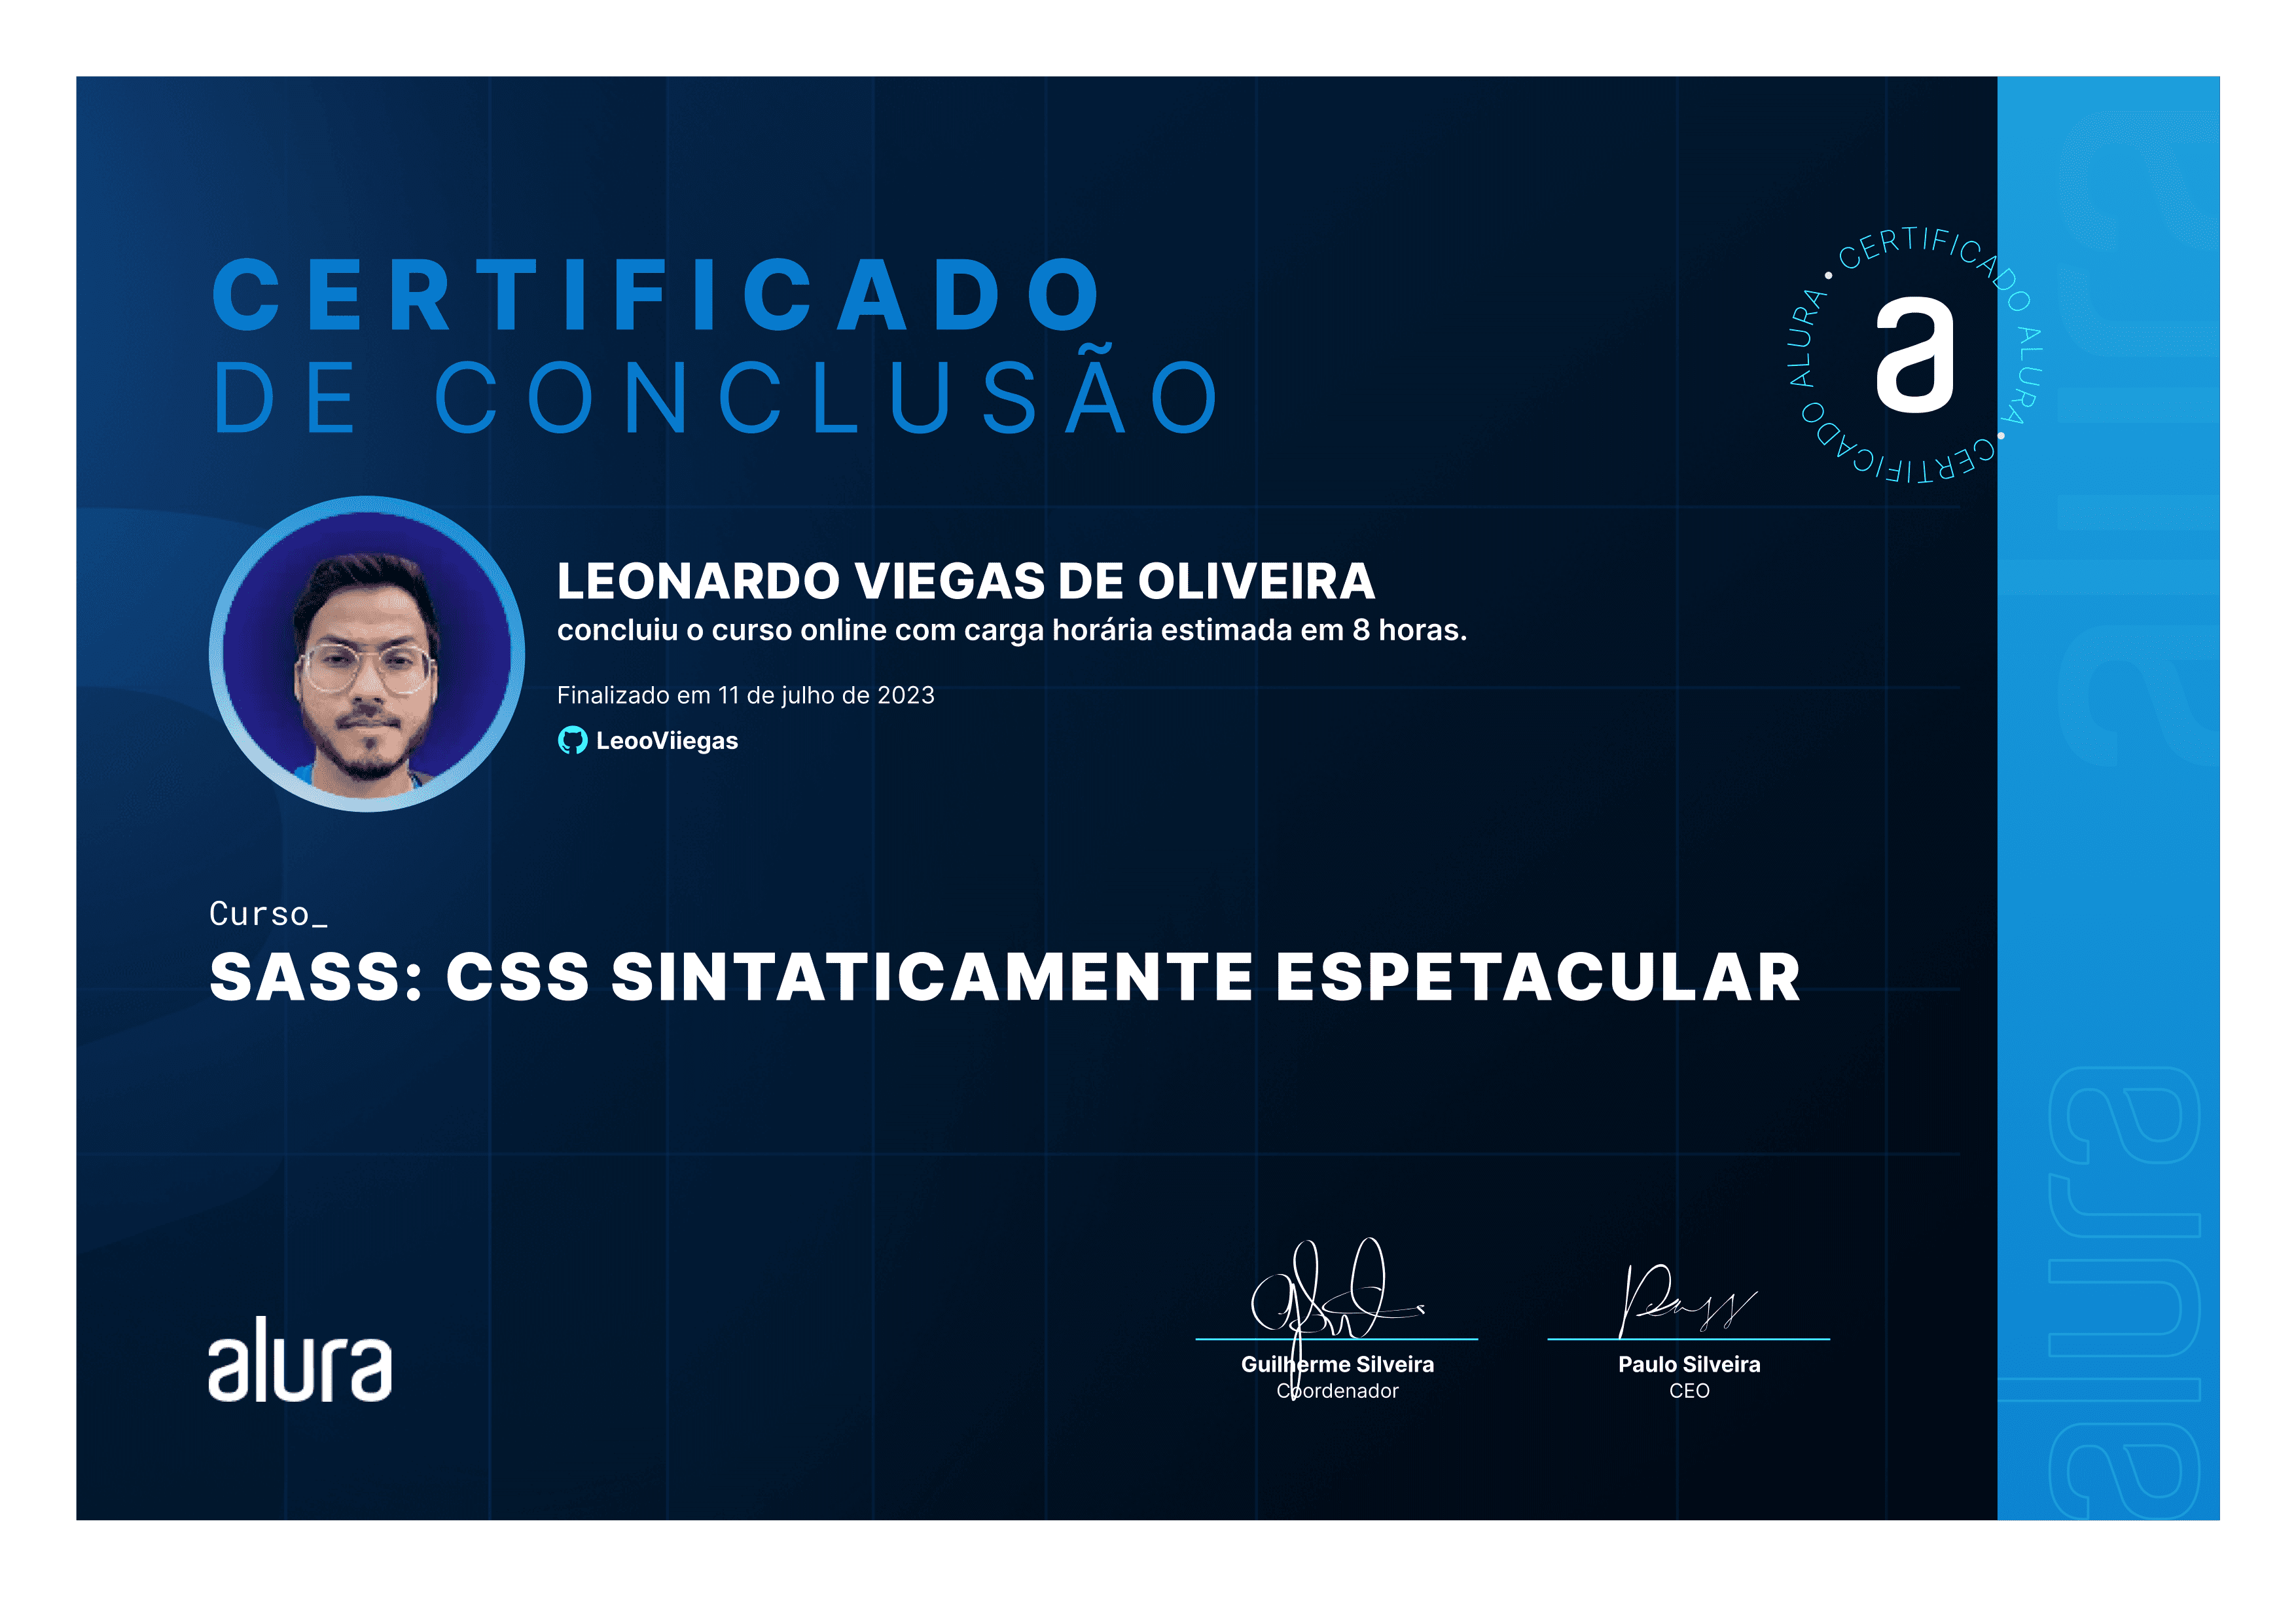 CERTIFICADO
DE CONCLUSÃO
CERTIFICADO ALURA • CERTIFICADO ALURA •
a
LEONARDO VIEGAS DE OLIVEIRA
concluiu o curso online com carga horária estimada em 8 horas.
Finalizado em 11 de julho de 2023
LeooViiegas
Curso_
SASS: CSS SINTATICAMENTE ESPETACULAR
alura
Guilherme Silveira
Coordenador
Paulo Silveira
CEO
alura
alura